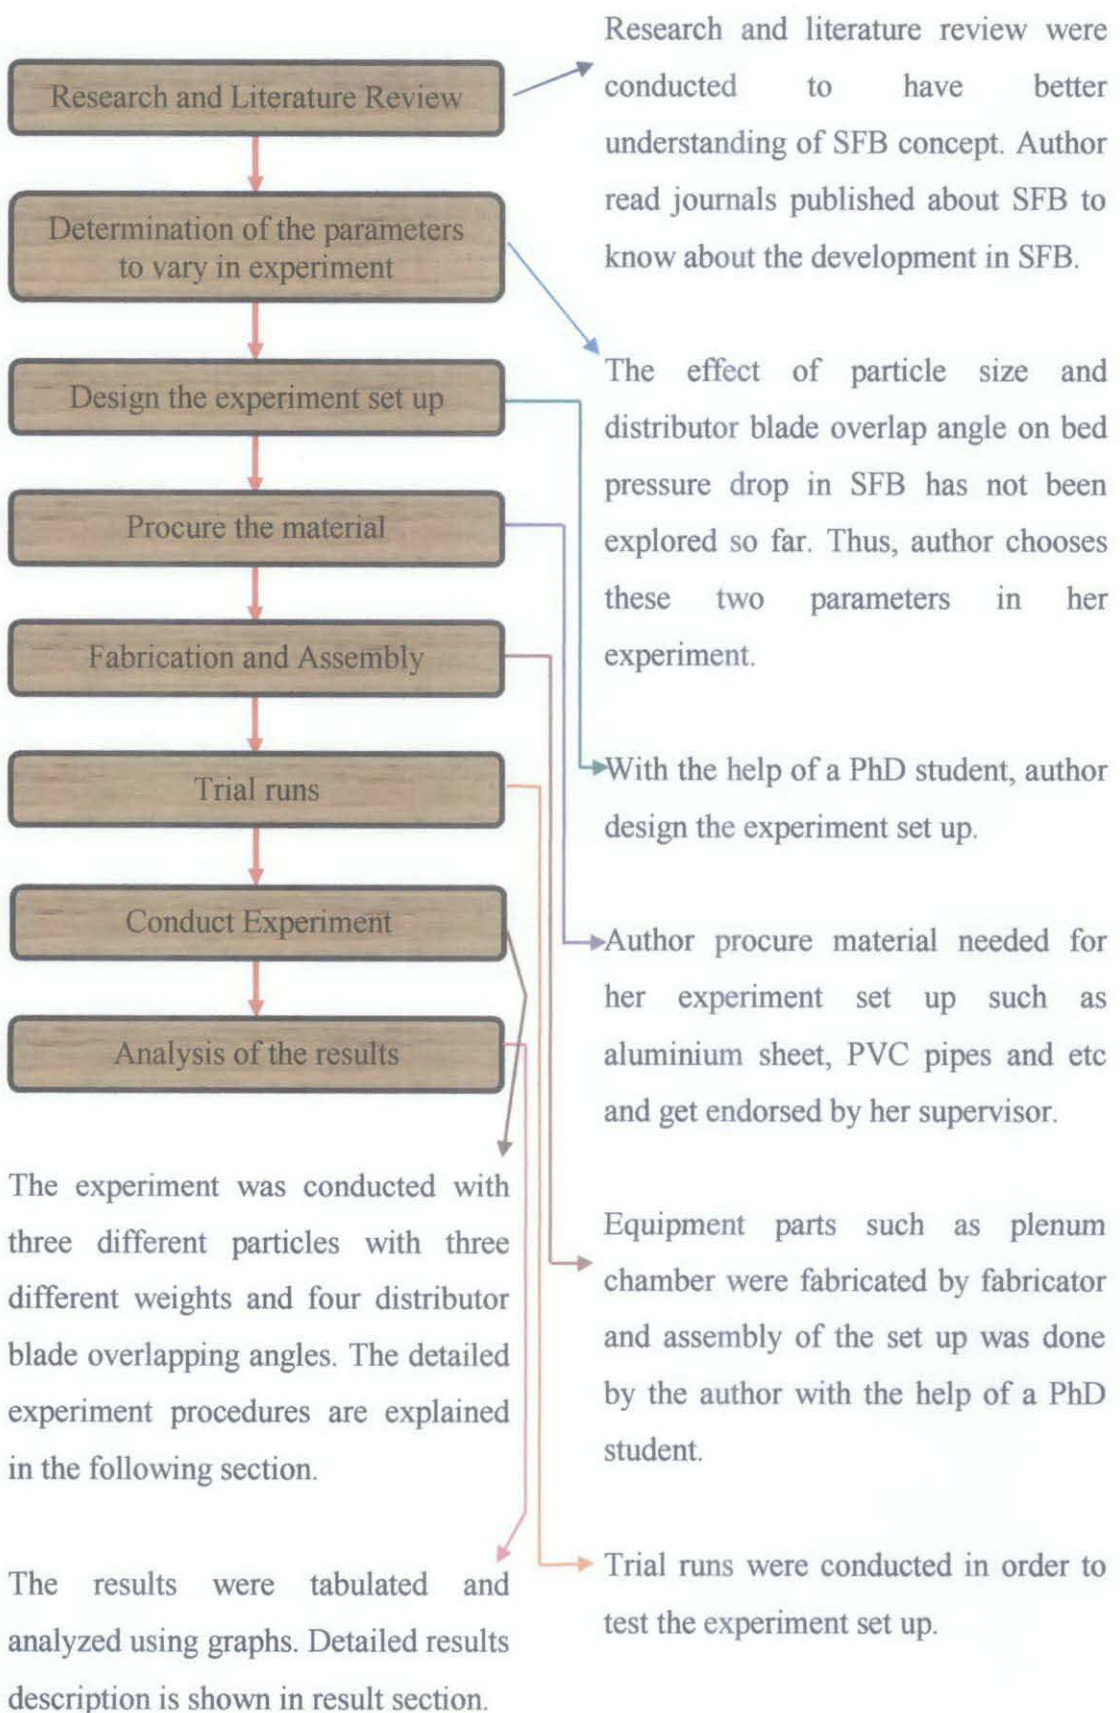 Research and Literature Review
Determination of the parameters
to vary in experiment
Design the experiment set up
Procure the material
Fabrication and Assembly
Trial runs
Conduct Experiment
Analysis of the results
Research and literature review were
conducted to have better
understanding of SFB concept. Author
read journals published about SFB to
know about the development in SFB.
The effect of particle size and
distributor blade overlap angle on bed
pressure drop in SFB has not been
explored so far. Thus, author chooses
these two parameters in her
experiment.
With the help of a PhD student, author
design the experiment set up.
Author procure material needed for
her experiment set up such as
aluminium sheet, PVC pipes and etc
and get endorsed by her supervisor.
Equipment parts such as plenum
chamber were fabricated by fabricator
and assembly of the set up was done
by the author with the help of a PhD
student.
Trial runs were conducted in order to
test the experiment set up.
The experiment was conducted with
three different particles with three
different weights and four distributor
blade overlapping angles. The detailed
experiment procedures are explained
in the following section.
The results were tabulated and
analyzed using graphs. Detailed results
description is shown in result section.